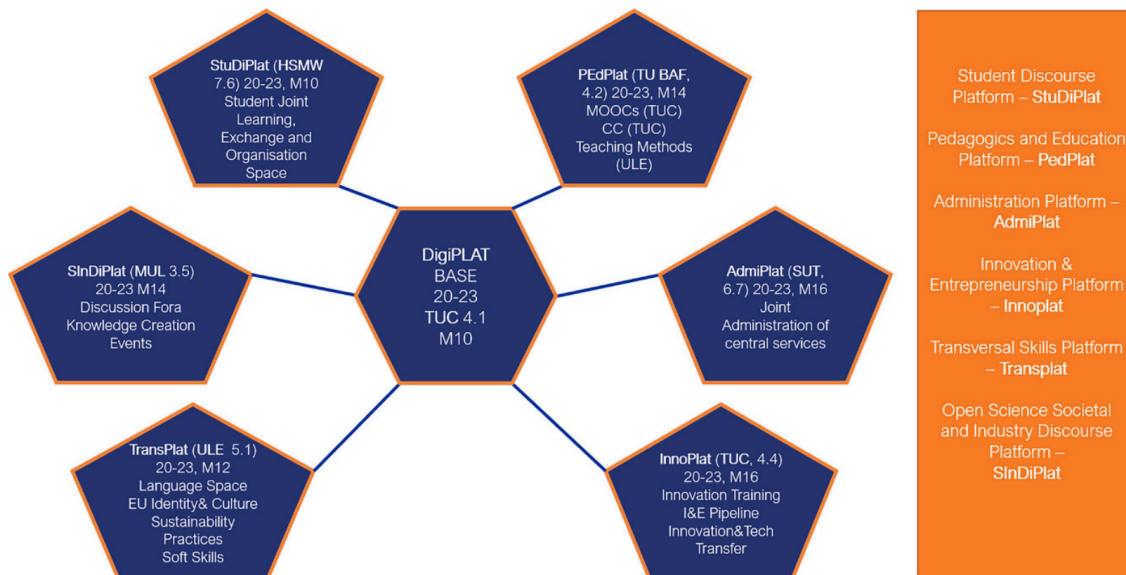 StuDiPlat (HSMW
7.6) 20-23, M10
Student Joint
Learning,
Exchange and
Organisation
Space
PEdPlat (TU BAF,
4.2) 20-23, M14
MOOCs (TUC)
CC (TUC)
Teaching Methods
(ULE)
SInDiPlat (MUL 3.5)
20-23 M14
Discussion Fora
Knowledge Creation
Events
DigiPLAT
BASE
20-23
TUC 4.1
M10
AdmiPlat (SUT,
6.7) 20-23, M16
Joint
Administration of
central services
TransPlat (ULE 5.1)
20-23, M12
Language Space
EU Identity& Culture
Sustainability
Practices
Soft Skills
InnoPlat (TUC, 4.4)
20-23, M16
Innovation Training
I&E Pipeline
Innovation&Tech
Transfer
Student Discourse
Platform – StuDiPlat
Pedagogics and Education
Platform – PedPlat
Administration Platform –
AdmiPlat
Innovation &
Entrepreneurship Platform
– Innoplat
Transversal Skills Platform
– Transplat
Open Science Societal
and Industry Discourse
Platform –
SInDiPlat